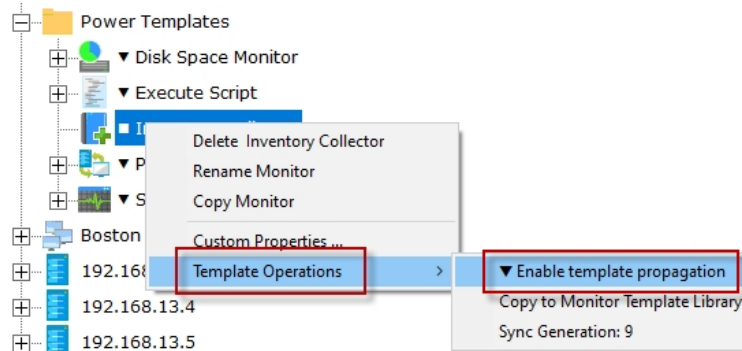 Power Templates
▼ Disk Space Monitor
▼ Execute Script
Delete Inventory Collector
Rename Monitor
▼ P
Copy Monitor
▼ S
Boston
Custom Properties ...
192.168
Template Operations >
▼ Enable template propagation
192.168.13.4
Copy to Monitor Template Library
Sync Generation: 9
192.168.13.5